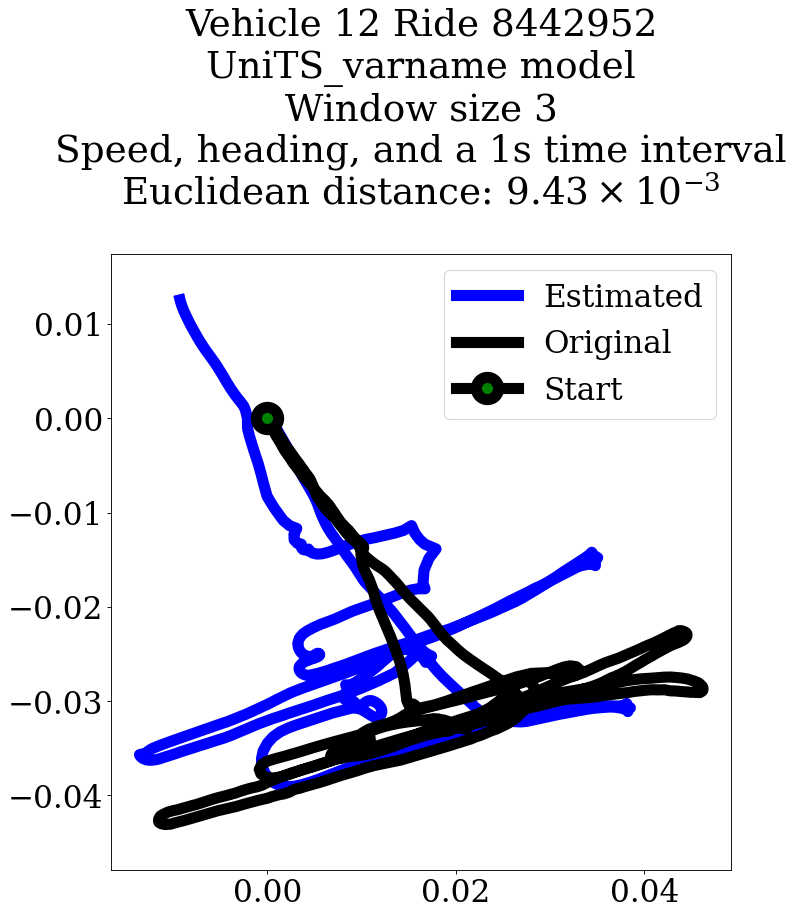 Vehicle 12 Ride 8442952
UniTS_varname model
Window size 3
Speed, heading, and a 1s time interval
Euclidean distance: 9.43 × 10⁻³
Estimated
Original
Start
0.01
0.00
−0.01
−0.02
−0.03
−0.04
0.00 0.02 0.04